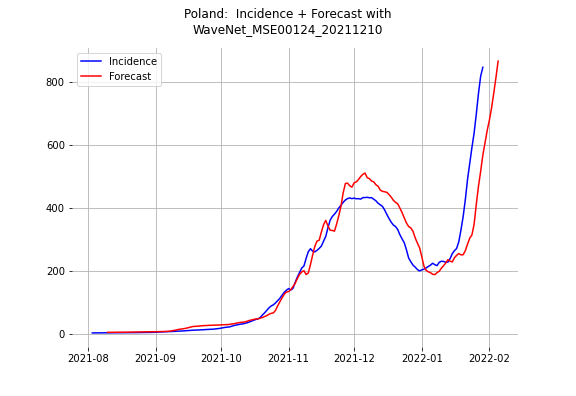 Poland:  Incidence + Forecast with
WaveNet_MSE00124_20211210
Incidence
Forecast
800
600
400
200
0
2021-08 2021-09 2021-10 2021-11 2021-12 2022-01 2022-02